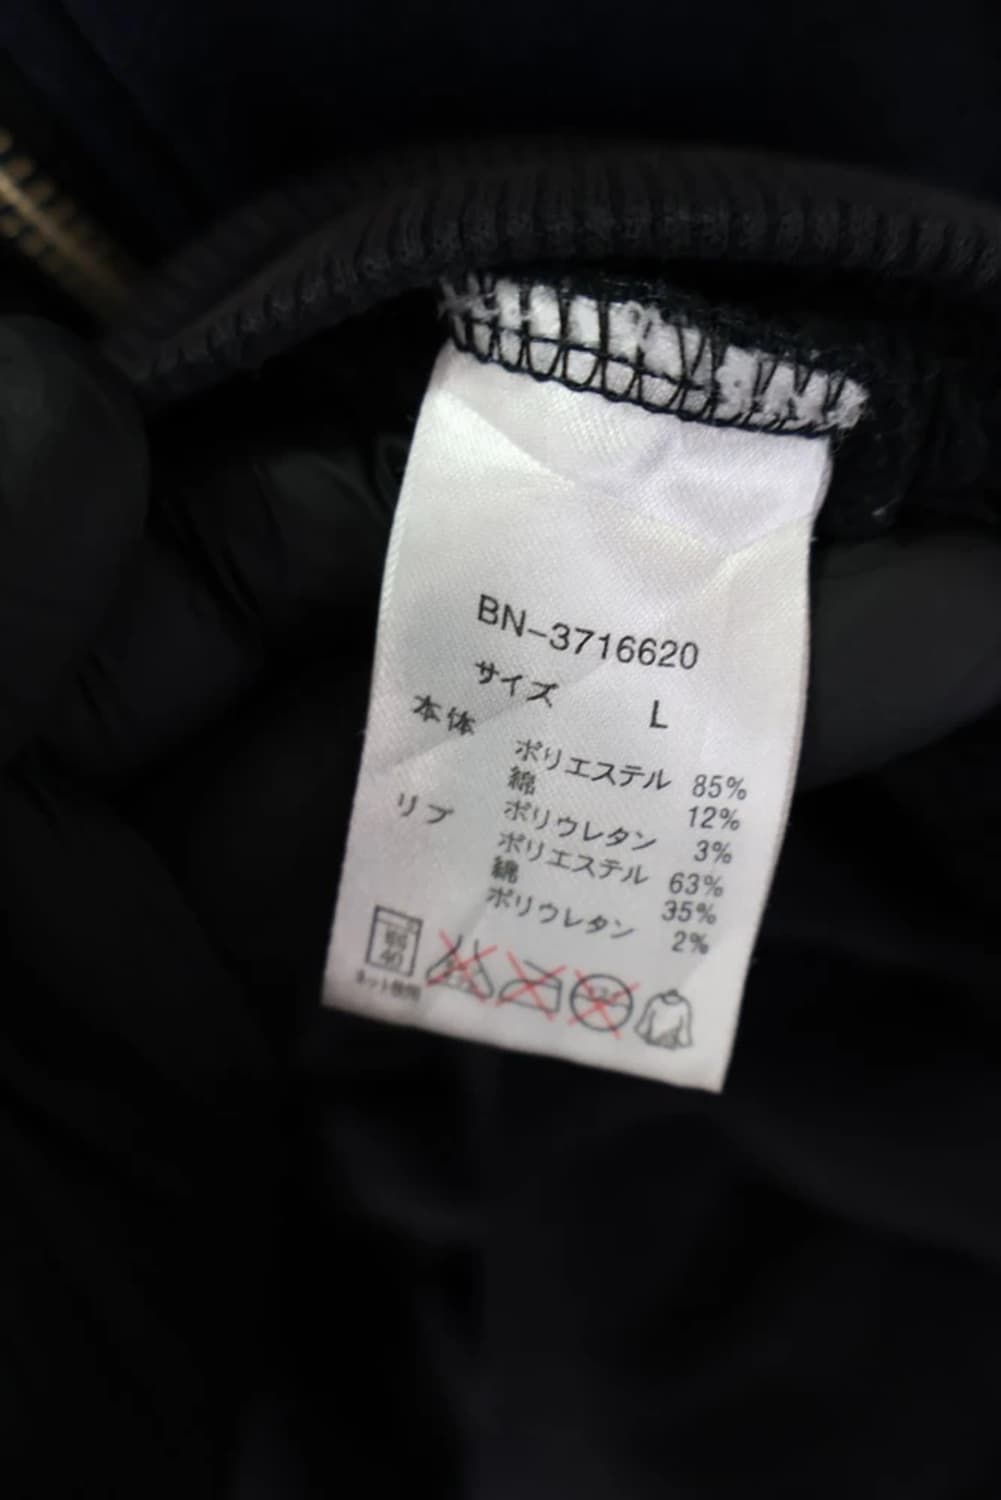 BN-3716620
サイズ L
本体 ポリエステル 85%
綿 12%
ポリウレタン 3%
リブ ポリエステル 63%
綿 35%
ポリウレタン 2%
40
ネット使用